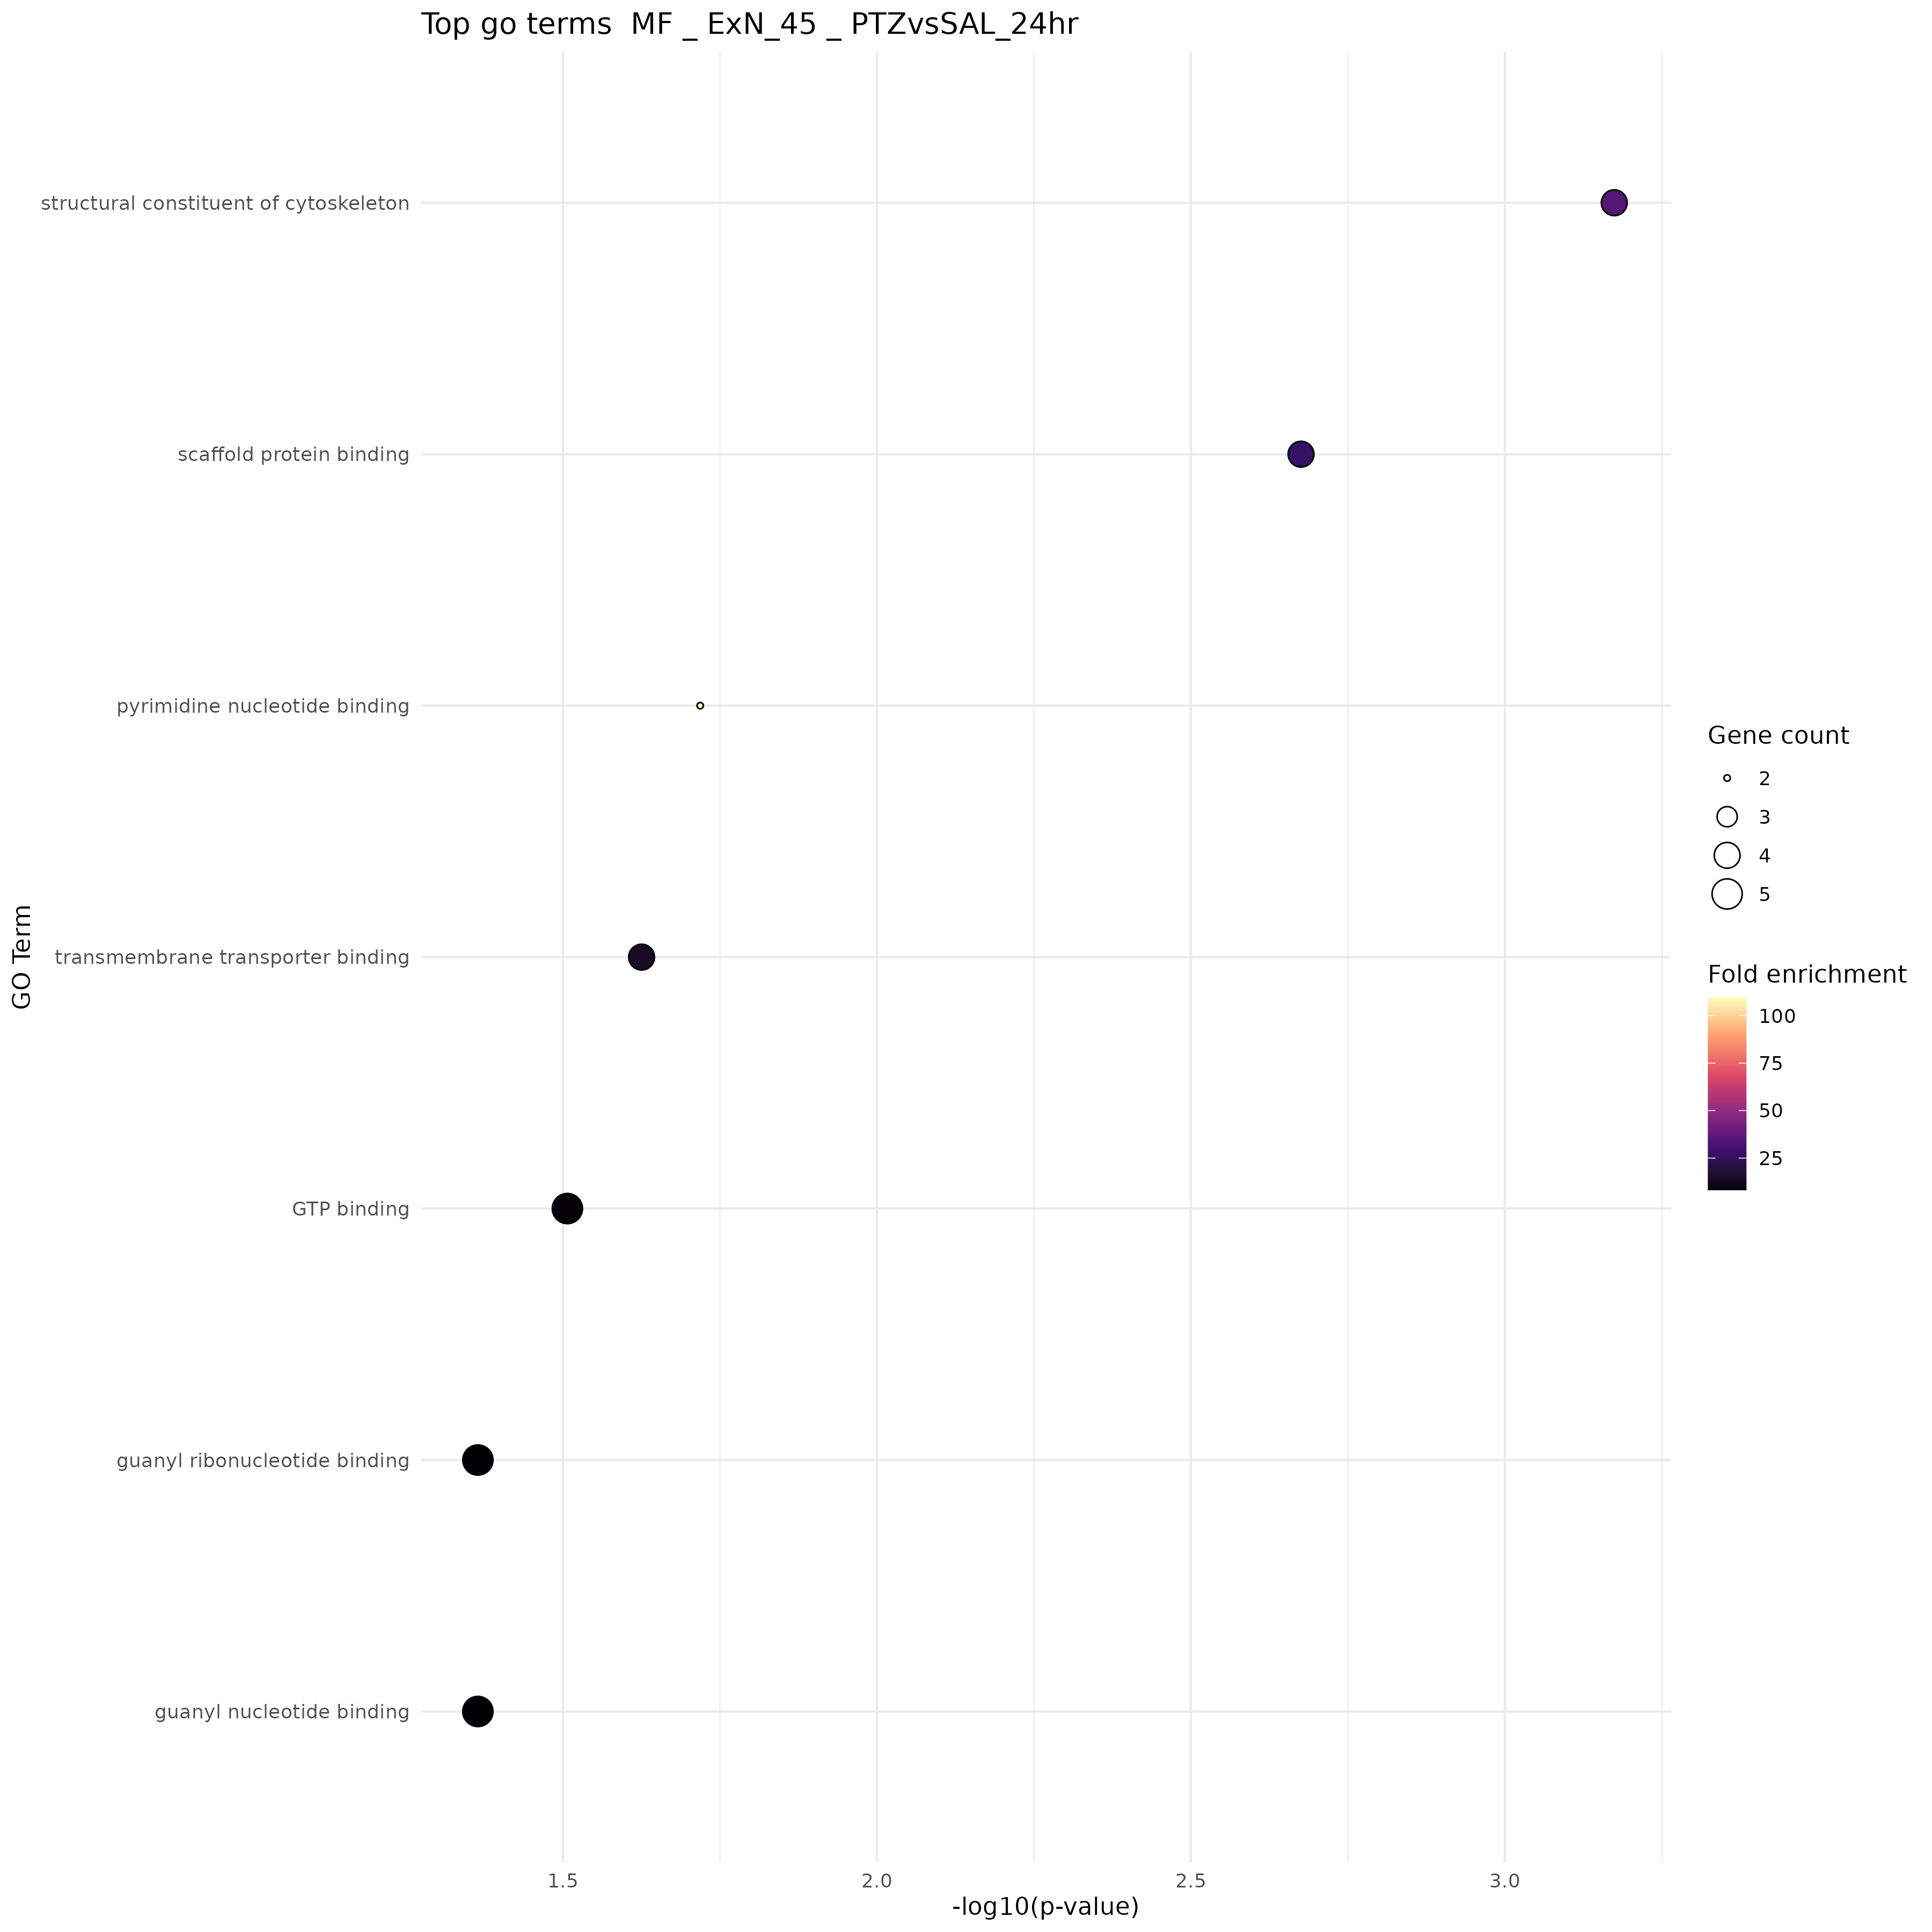 Top go terms  MF _ ExN_45 _ PTZvsSAL_24hr
structural constituent of cytoskeleton
scaffold protein binding
pyrimidine nucleotide binding
transmembrane transporter binding
GTP binding
guanyl ribonucleotide binding
guanyl nucleotide binding
GO Term
1.5
2.0
2.5
3.0
-log10(p-value)
Gene count
2
3
4
5
Fold enrichment
100
75
50
25